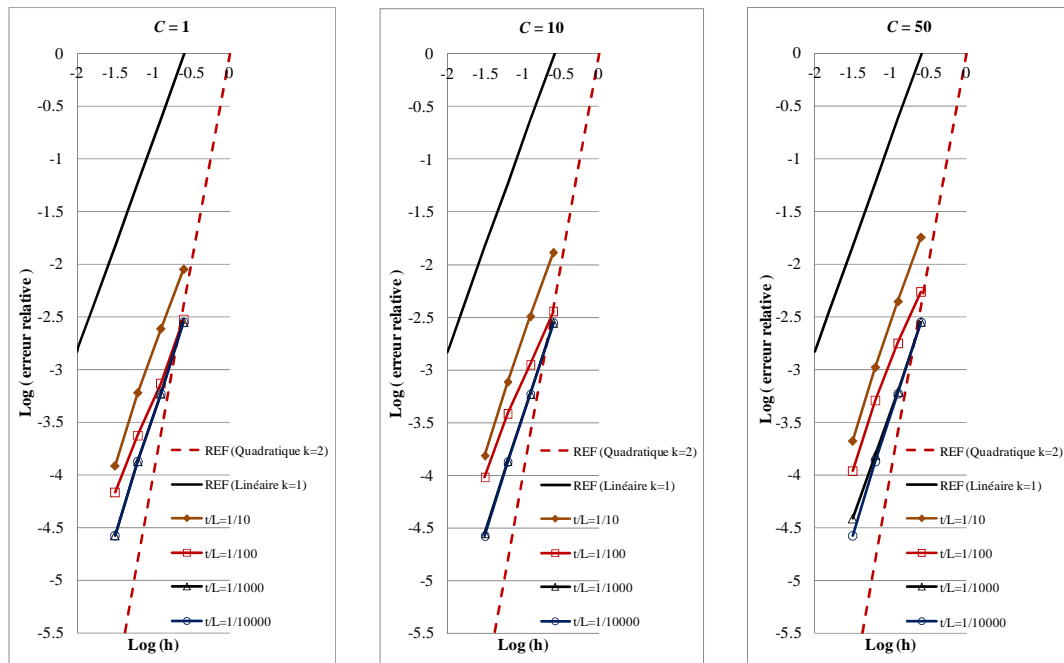 C = 1
0
-2 -1.5 -1 -0.5 0
-0.5
-1
-1.5
-2
-2.5
-3
-3.5
-4
-4.5
-5
-5.5
Log ( erreur relative )
Log (h)
REF (Quadratique k=2)
REF (Linéaire k=1)
t/L=1/10
t/L=1/100
t/L=1/1000
t/L=1/10000
C = 10
0
-2 -1.5 -1 -0.5 0
-0.5
-1
-1.5
-2
-2.5
-3
-3.5
-4
-4.5
-5
-5.5
Log ( erreur relative )
Log (h)
REF (Quadratique k=2)
REF (Linéaire k=1)
t/L=1/10
t/L=1/100
t/L=1/1000
t/L=1/10000
C = 50
0
-2 -1.5 -1 -0.5 0
-0.5
-1
-1.5
-2
-2.5
-3
-3.5
-4
-4.5
-5
-5.5
Log ( erreur relative )
Log (h)
REF (Quadratique k=2)
REF (Linéaire k=1)
t/L=1/10
t/L=1/100
t/L=1/1000
t/L=1/10000